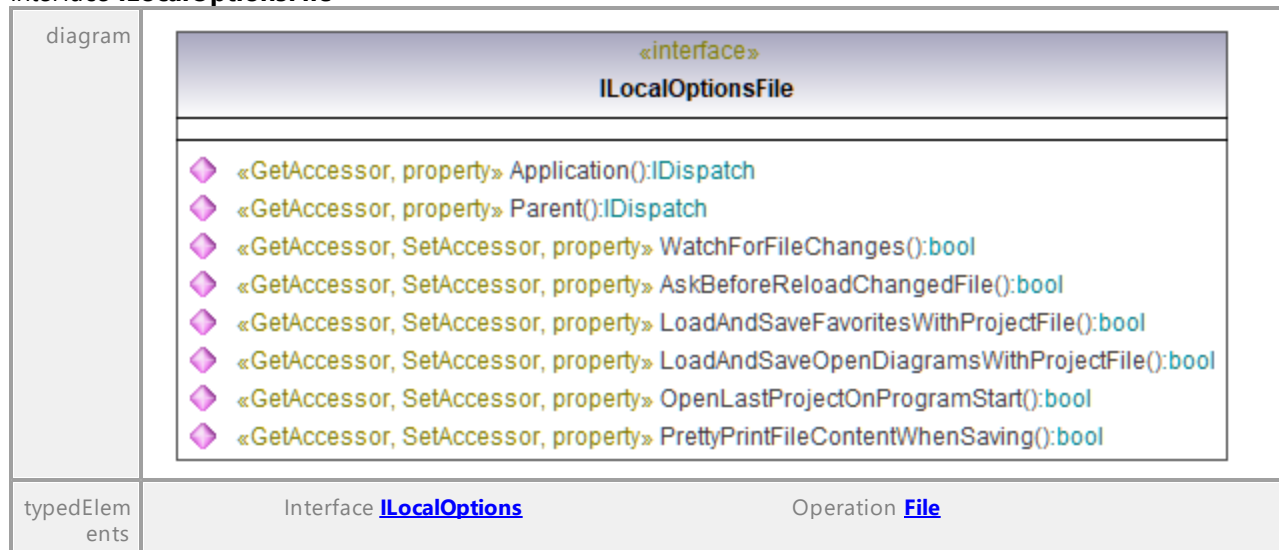 interface ILocalOptionsFile
diagram
«interface»
ILocalOptionsFile
«GetAccessor, property» Application():IDispatch
«GetAccessor, property» Parent():IDispatch
«GetAccessor, SetAccessor, property» WatchForFileChanges():bool
«GetAccessor, SetAccessor, property» AskBeforeReloadChangedFile():bool
«GetAccessor, SetAccessor, property» LoadAndSaveFavoritesWithProjectFile():bool
«GetAccessor, SetAccessor, property» LoadAndSaveOpenDiagramsWithProjectFile():bool
«GetAccessor, SetAccessor, property» OpenLastProjectOnProgramStart():bool
«GetAccessor, SetAccessor, property» PrettyPrintFileContentWhenSaving():bool
typedElem Interface ILocalOptions Operation File
ents